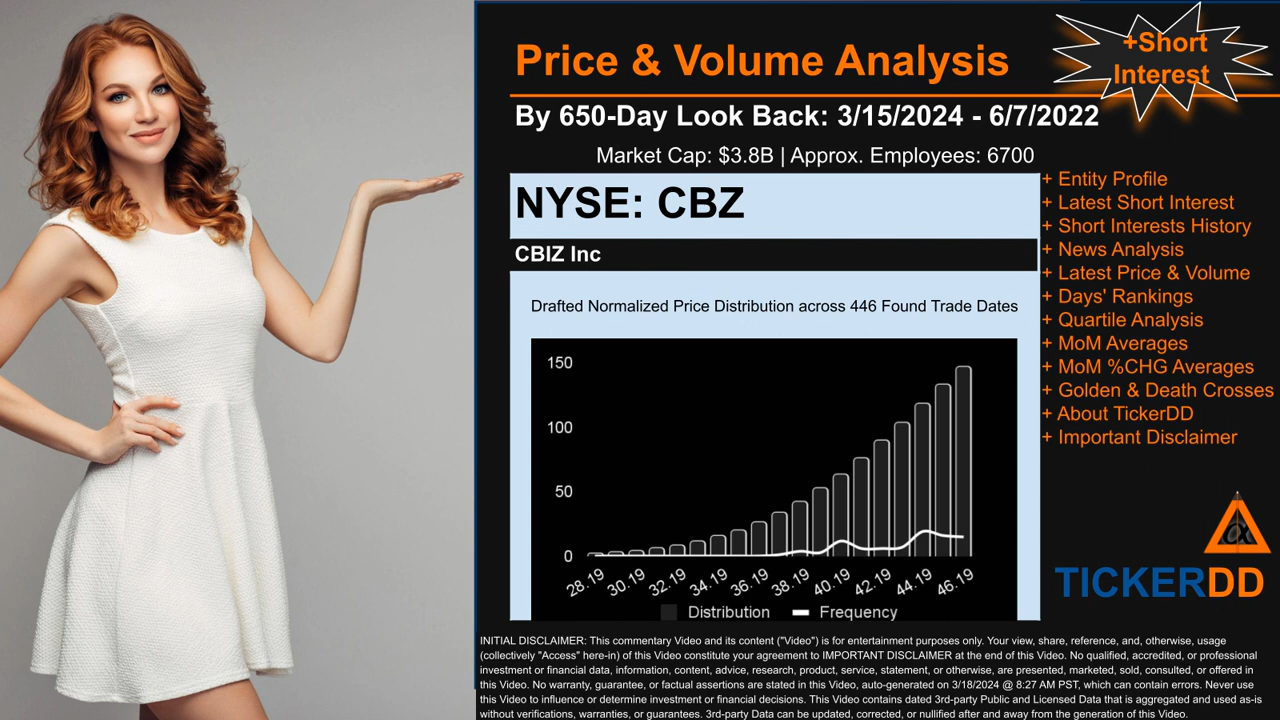 Price & Volume Analysis
+Short
Interest
By 650-Day Look Back: 3/15/2024 - 6/7/2022
Market Cap: $3.8B | Approx. Employees: 6700
NYSE: CBZ
CBIZ Inc
Drafted Normalized Price Distribution across 446 Found Trade Dates
150
100
50
0
28.19 30.19 32.19 34.19 36.19 38.19 40.19 42.19 44.19 46.19
Distribution Frequency
+ Entity Profile
+ Latest Short Interest
+ Short Interests History
+ News Analysis
+ Latest Price & Volume
+ Days' Rankings
+ Quartile Analysis
+ MoM Averages
+ MoM %CHG Averages
+ Golden & Death Crosses
+ About TickerDD
+ Important Disclaimer
TICKERDD
INITIAL DISCLAIMER: This commentary Video and its content ("Video") is for entertainment purposes only. Your view, share, reference, and, otherwise, usage
(collectively "Access" here-in) of this Video constitute your agreement to IMPORTANT DISCLAIMER at the end of this Video. No qualified, accredited, or professional
investment or financial data, information, content, advice, research, product, service, statement, or otherwise, are presented, marketed, sold, consulted, or offered in
this Video. No warranty, guarantee, or factual assertions are stated in this Video, auto-generated on 3/18/2024 @ 8:27 AM PST, which can contain errors. Never use
this Video to influence or determine investment or financial decisions. This Video contains dated 3rd-party Public and Licensed Data that is aggregated and used as-is
without verifications, warranties, or guarantees. 3rd-party Data can be updated, corrected, or nullified after and away from the generation of this Video.